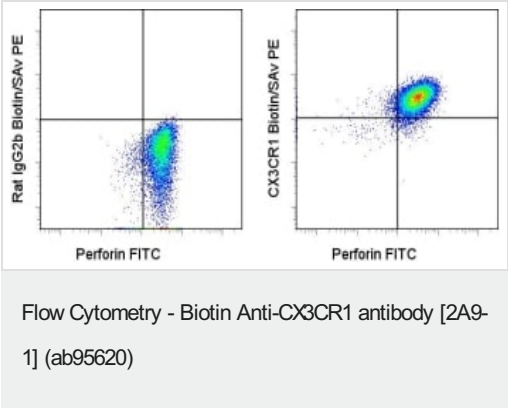 Rat IgG2b Biotin/SAv PE
Perforin FITC
CX3CR1 Biotin/SAv PE
Perforin FITC
Flow Cytometry - Biotin Anti-CX3CR1 antibody [2A9-
1] (ab95620)